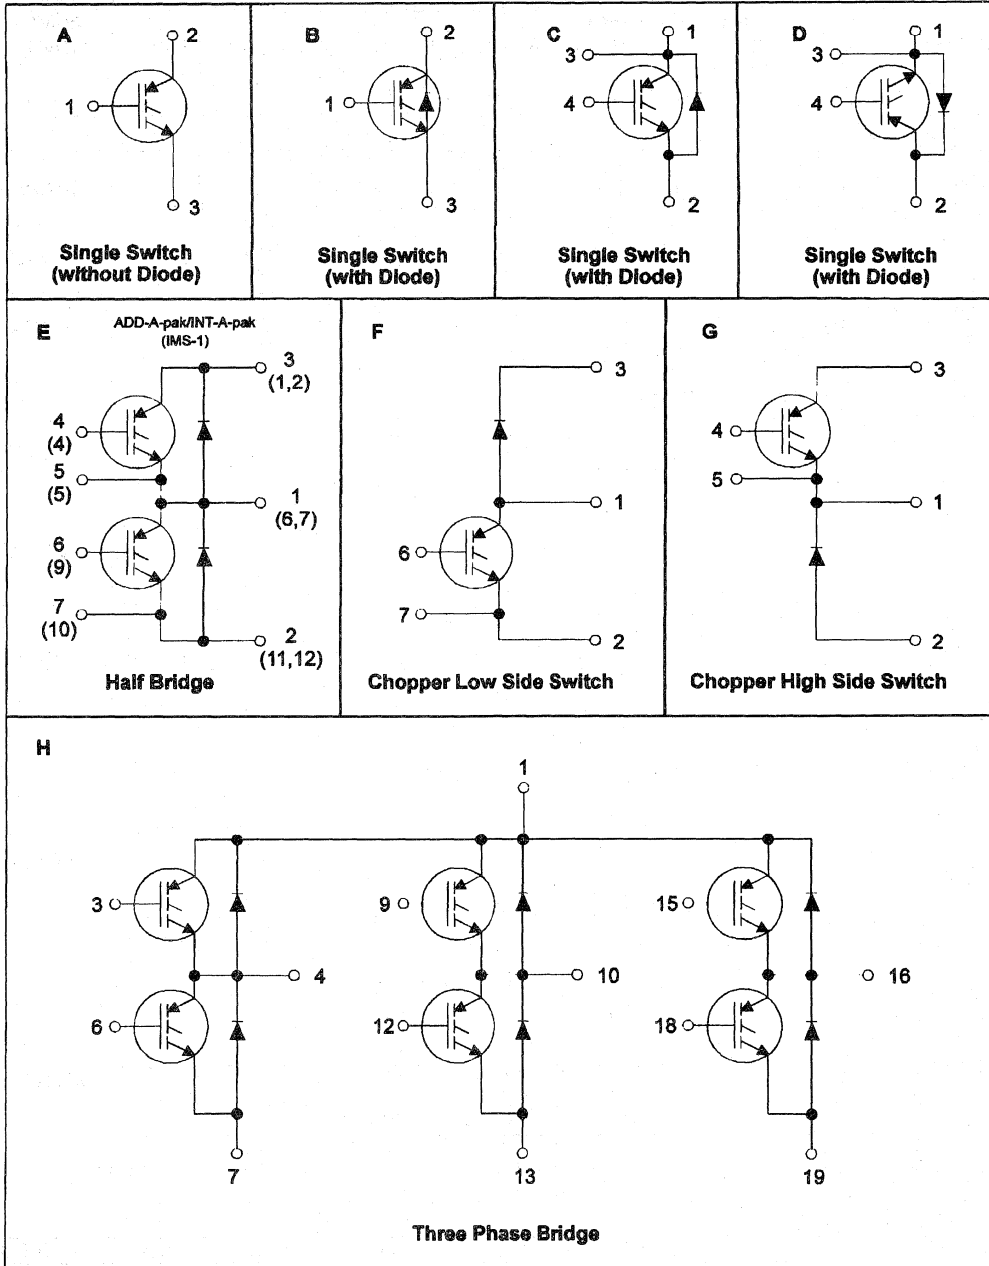 A
2
1
3
Single Switch
(without Diode)
B
2
1
3
Single Switch
(with Diode)
C
1
3
4
2
Single Switch
(with Diode)
D
1
3
4
2
Single Switch
(with Diode)
E
ADD-A-pak/INT-A-pak
(IMS-1)
3
(1,2)
4
(4)
5
(5)
1
(6,7)
6
(9)
7
(10)
2
(11,12)
Half Bridge
F
3
1
6
7
2
Chopper Low Side Switch
G
3
4
5
1
2
Chopper High Side Switch
H
1
3
9
15
4
10
16
6
12
18
7
13
19
Three Phase Bridge